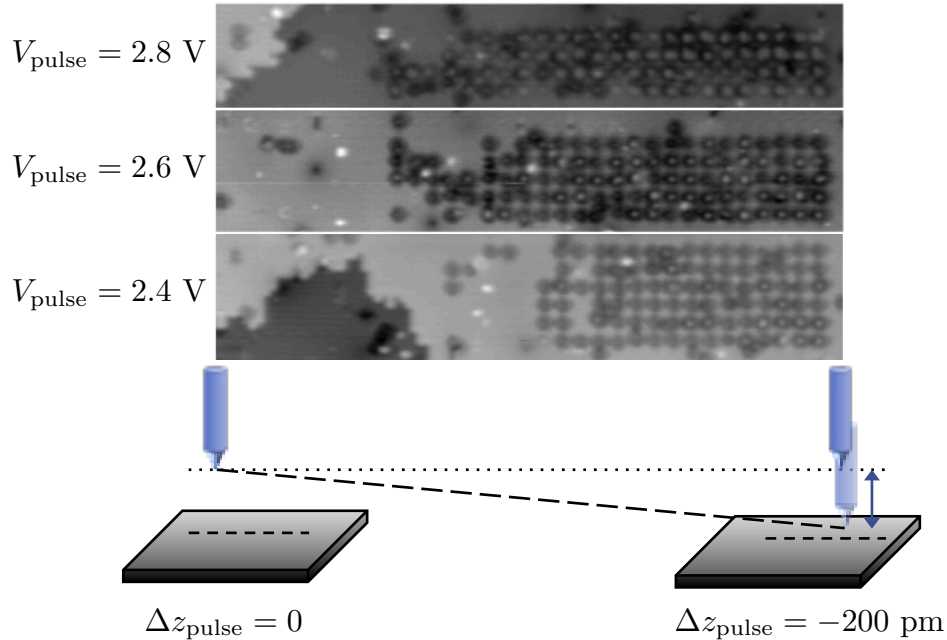 V_pulse = 2.8 V
V_pulse = 2.6 V
V_pulse = 2.4 V
Δz_pulse = 0
Δz_pulse = −200 pm